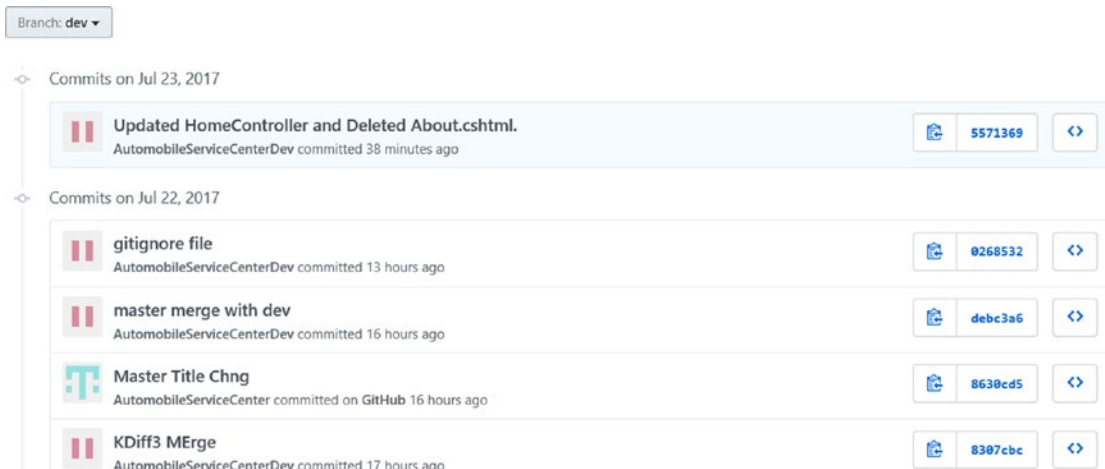 Branch: dev
Commits on Jul 23, 2017
Updated HomeController and Deleted About.cshtml.
AutomobileServiceCenterDev committed 38 minutes ago
5571369
Commits on Jul 22, 2017
gitignore file
AutomobileServiceCenterDev committed 13 hours ago
0268532
master merge with dev
AutomobileServiceCenterDev committed 16 hours ago
debc3a6
Master Title Chng
AutomobileServiceCenter committed on GitHub 16 hours ago
8630cd5
KDiff3 MErge
AutomobileServiceCenterDev committed 17 hours ago
8307cbc